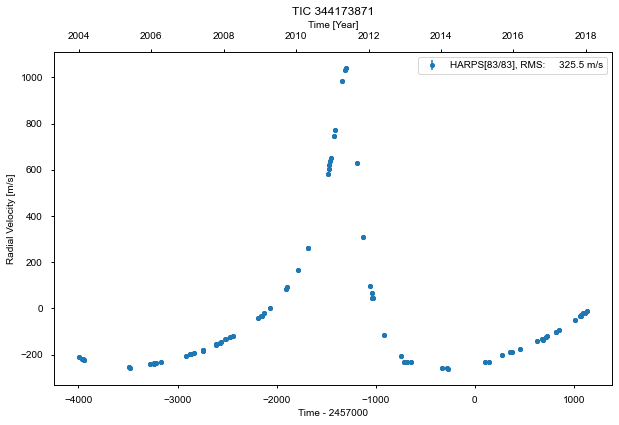 TIC 344173871
Time [Year]
2004 2006 2008 2010 2012 2014 2016 2018
HARPS[83/83], RMS: 325.5 m/s
Radial Velocity [m/s]
1000
800
600
400
200
0
−200
−4000 −3000 −2000 −1000 0 1000
Time - 2457000